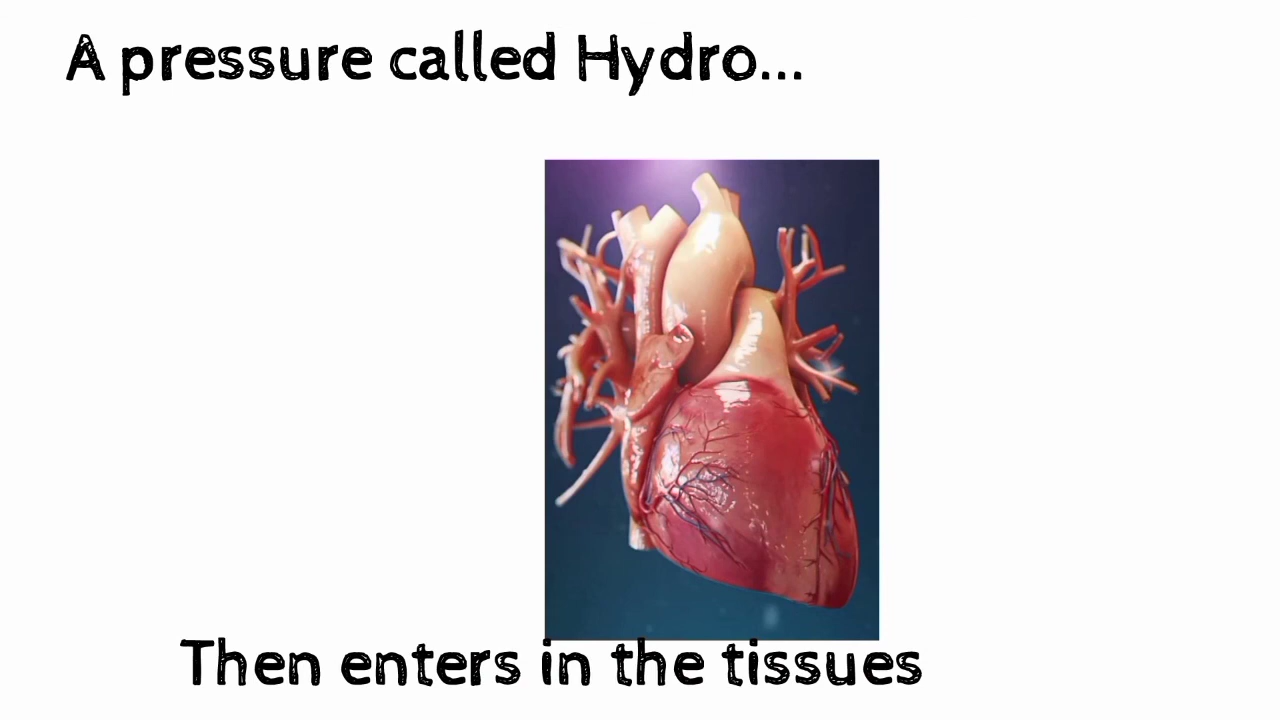 A pressure called Hydro...
Then enters in the tissues